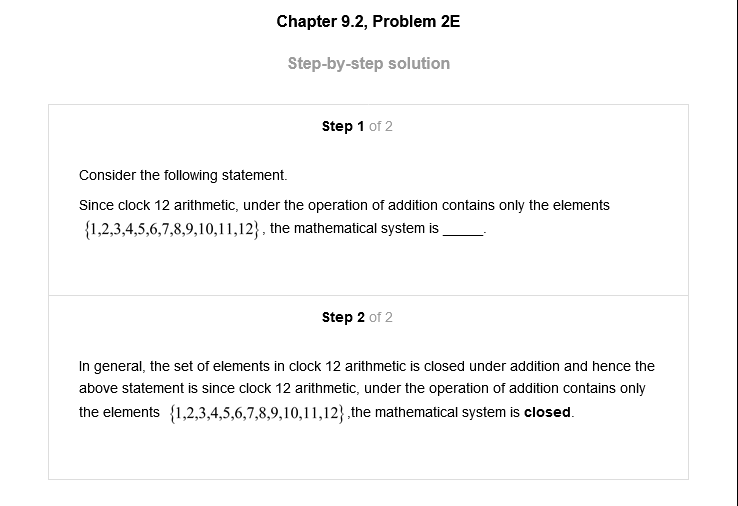 Chapter 9.2, Problem 2E
Step-by-step solution
Step 1 of 2
Consider the following statement.
Since clock 12 arithmetic, under the operation of addition contains only the elements
{1,2,3,4,5,6,7,8,9,10,11,12}, the mathematical system is _____.
Step 2 of 2
In general, the set of elements in clock 12 arithmetic is closed under addition and hence the
above statement is since clock 12 arithmetic, under the operation of addition contains only
the elements {1,2,3,4,5,6,7,8,9,10,11,12} ,the mathematical system is closed.